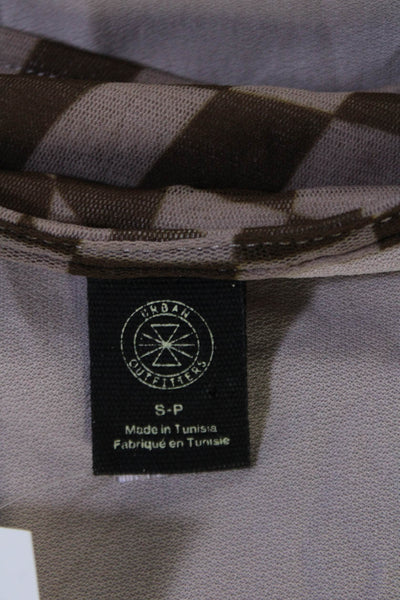 URBAN
OUTFITTERS
S-P
Made in Tunisia
Fabriqué en Tunisie